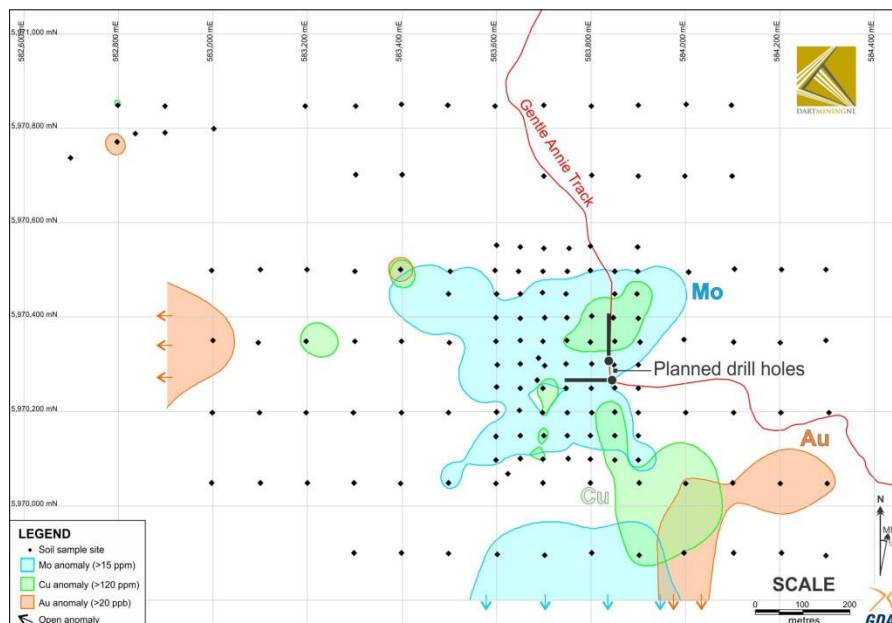 582,600 mE
582,800 mE
583,000 mE
583,200 mE
583,400 mE
583,600 mE
583,800 mE
584,000 mE
584,200 mE
584,400 mE
5,971,000 mN
DARTMININGNL
5,970,800 mN
Gentle Annie Track
5,970,600 mN
Mo
5,970,400 mN
Planned drill holes
5,970,200 mN
Au
Cu
5,970,000 mN
LEGEND
Soil sample site
Mo anomaly (>15 ppm)
Cu anomaly (>120 ppm)
Au anomaly (>20 ppb)
Open anomaly
N
SCALE
0 100 200
metres